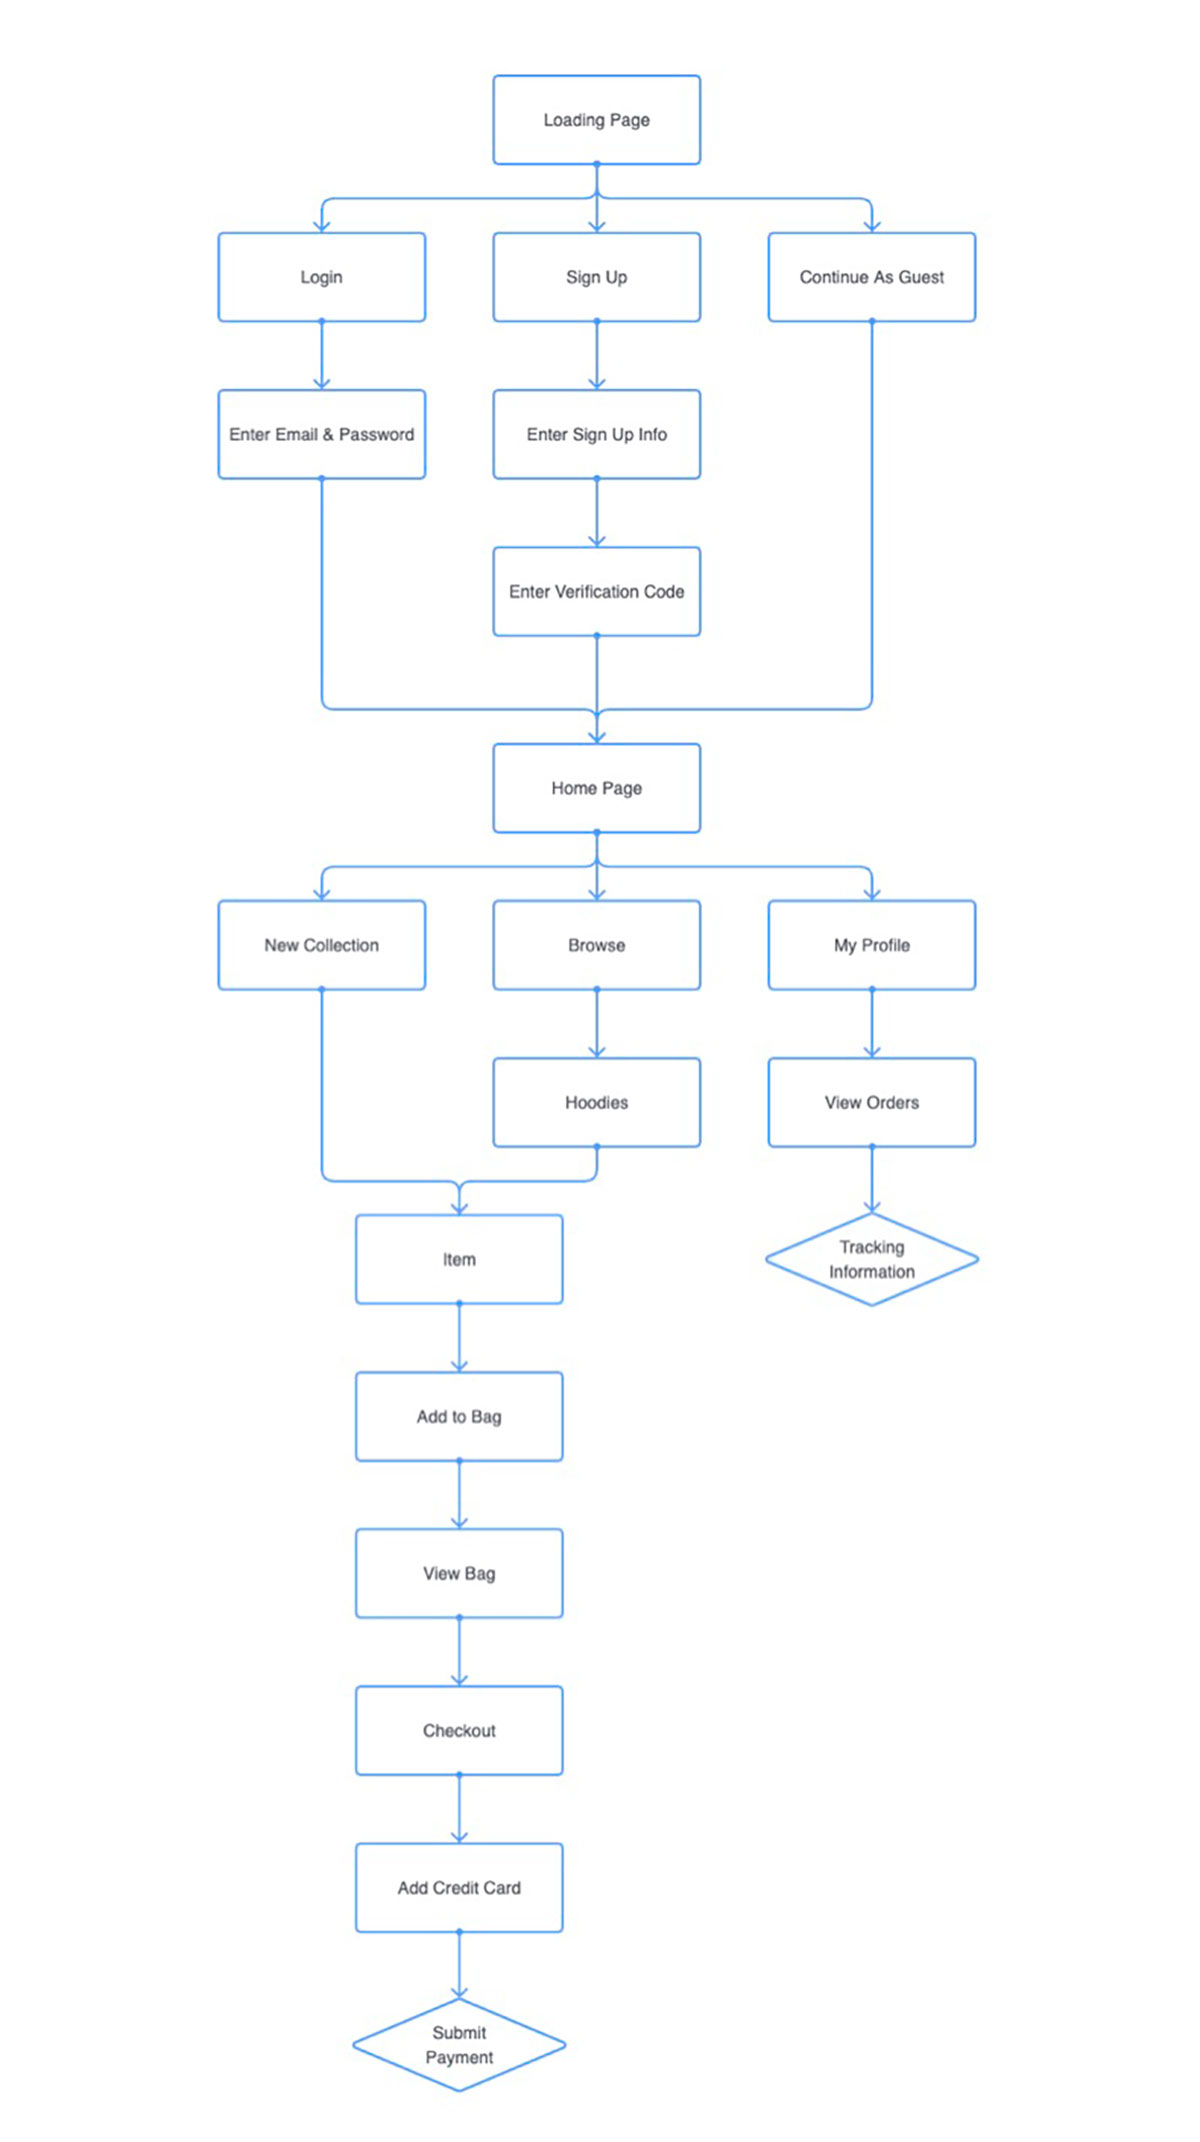 Loading Page
Login
Sign Up
Continue As Guest
Enter Email & Password
Enter Sign Up Info
Enter Verification Code
Home Page
New Collection
Browse
My Profile
Hoodies
View Orders
Item
Tracking
Information
Add to Bag
View Bag
Checkout
Add Credit Card
Submit
Payment